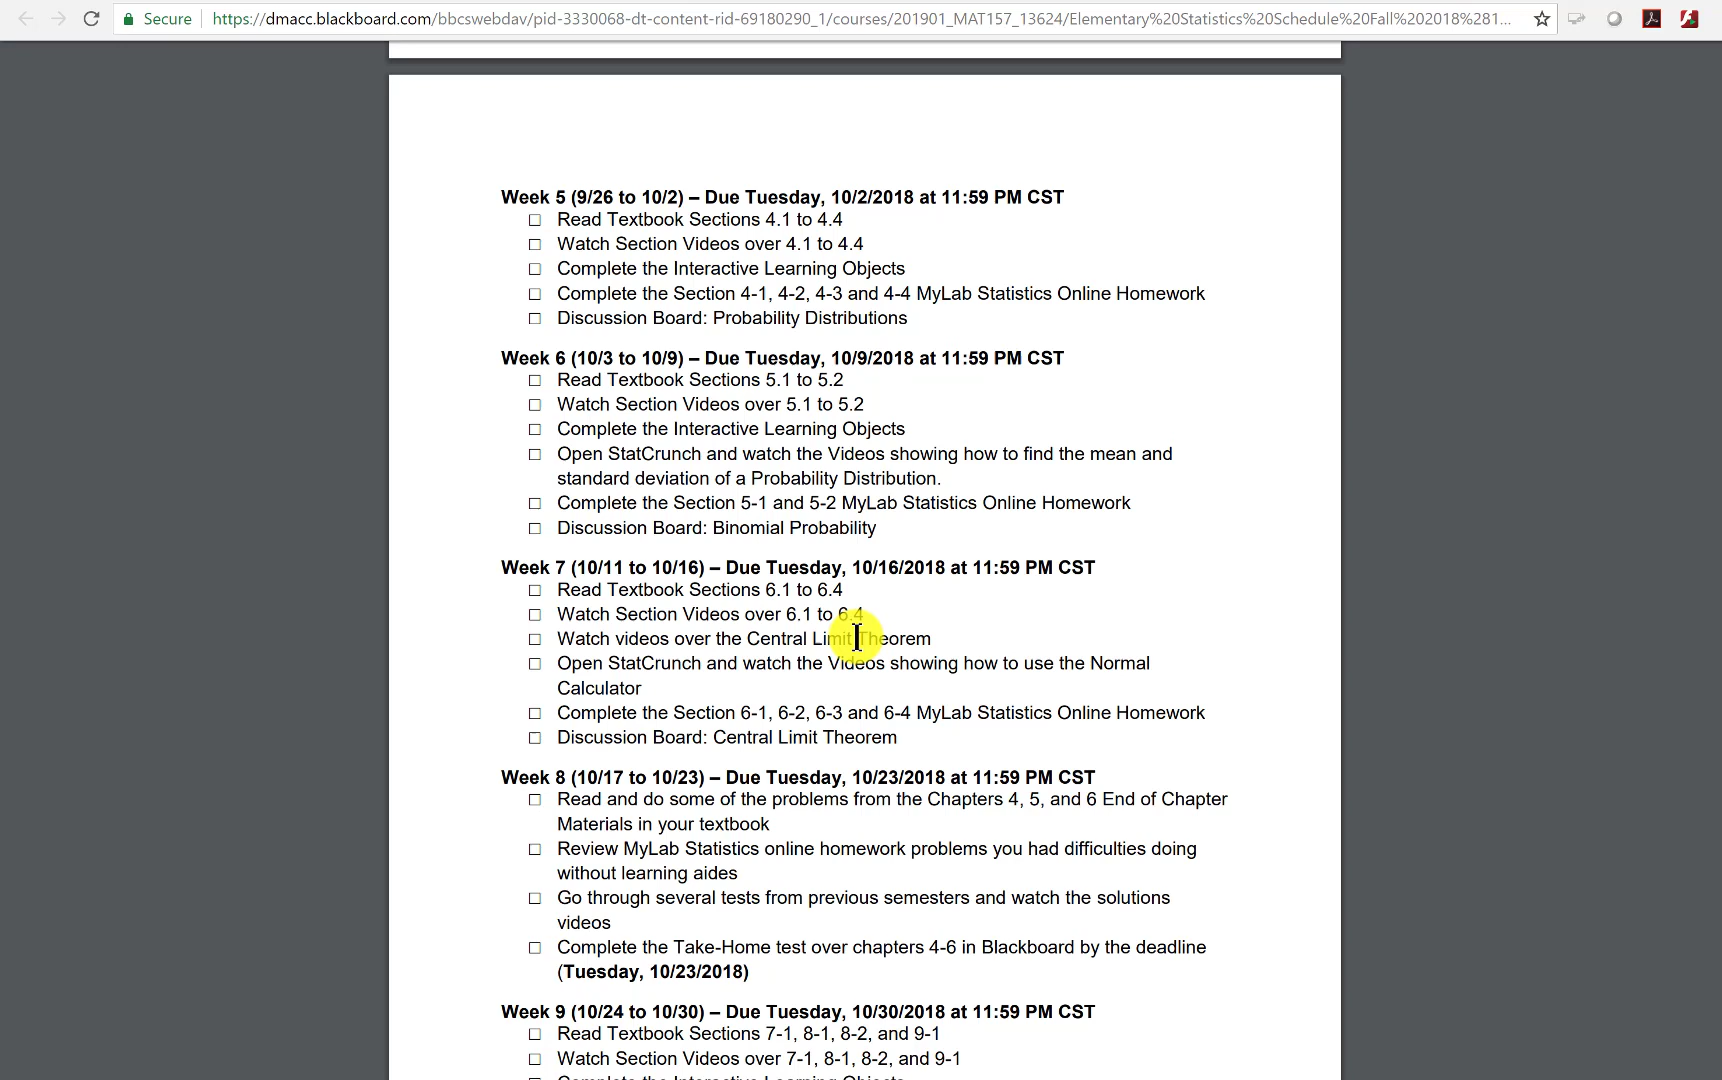 Secure https://dmacc.blackboard.com/bbcswebdav/pid-3330068-dt-content-rid-69180290_1/courses/201901_MAT157_13624/Elementary%20Statistics%20Schedule%20Fall%202018%281...
Week 5 (9/26 to 10/2) – Due Tuesday, 10/2/2018 at 11:59 PM CST
□ Read Textbook Sections 4.1 to 4.4
□ Watch Section Videos over 4.1 to 4.4
□ Complete the Interactive Learning Objects
□ Complete the Section 4-1, 4-2, 4-3 and 4-4 MyLab Statistics Online Homework
□ Discussion Board: Probability Distributions
Week 6 (10/3 to 10/9) – Due Tuesday, 10/9/2018 at 11:59 PM CST
□ Read Textbook Sections 5.1 to 5.2
□ Watch Section Videos over 5.1 to 5.2
□ Complete the Interactive Learning Objects
□ Open StatCrunch and watch the Videos showing how to find the mean and
standard deviation of a Probability Distribution.
□ Complete the Section 5-1 and 5-2 MyLab Statistics Online Homework
□ Discussion Board: Binomial Probability
Week 7 (10/11 to 10/16) – Due Tuesday, 10/16/2018 at 11:59 PM CST
□ Read Textbook Sections 6.1 to 6.4
□ Watch Section Videos over 6.1 to 6.4
□ Watch videos over the Central Limit Theorem
□ Open StatCrunch and watch the Videos showing how to use the Normal
Calculator
□ Complete the Section 6-1, 6-2, 6-3 and 6-4 MyLab Statistics Online Homework
□ Discussion Board: Central Limit Theorem
Week 8 (10/17 to 10/23) – Due Tuesday, 10/23/2018 at 11:59 PM CST
□ Read and do some of the problems from the Chapters 4, 5, and 6 End of Chapter
Materials in your textbook
□ Review MyLab Statistics online homework problems you had difficulties doing
without learning aides
□ Go through several tests from previous semesters and watch the solutions
videos
□ Complete the Take-Home test over chapters 4-6 in Blackboard by the deadline
(Tuesday, 10/23/2018)
Week 9 (10/24 to 10/30) – Due Tuesday, 10/30/2018 at 11:59 PM CST
□ Read Textbook Sections 7-1, 8-1, 8-2, and 9-1
□ Watch Section Videos over 7-1, 8-1, 8-2, and 9-1